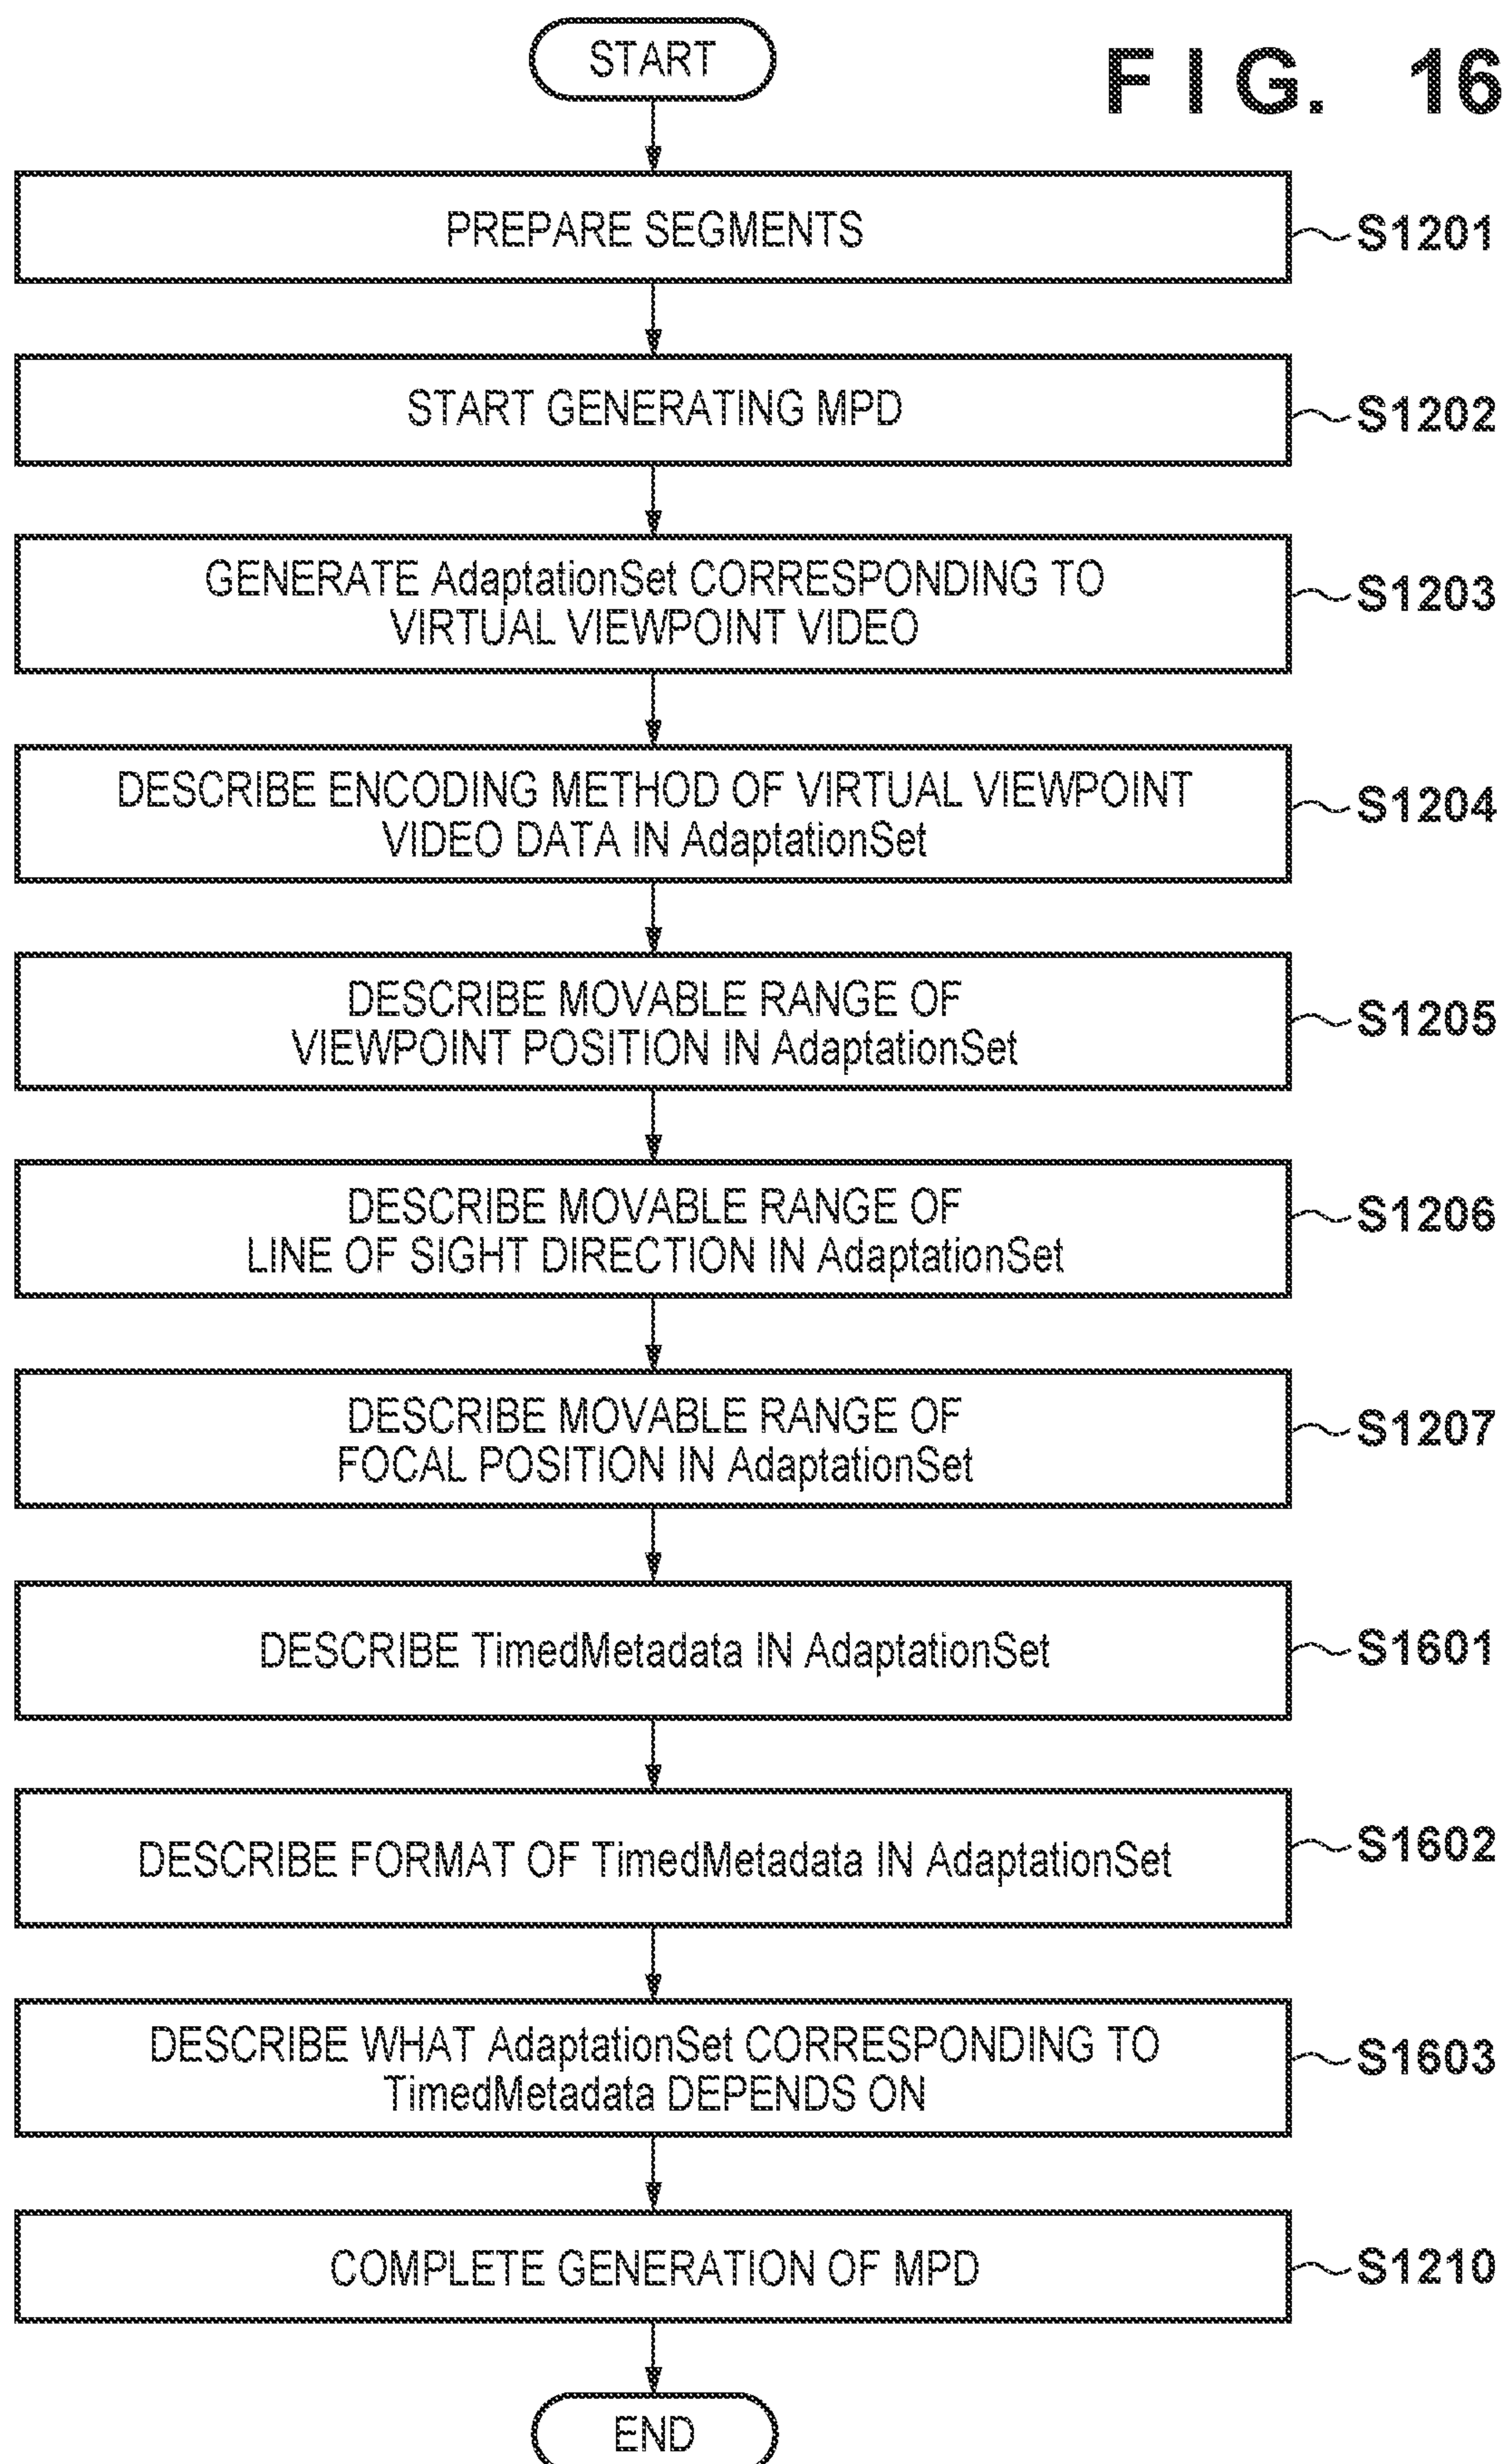 START
FIG. 16
PREPARE SEGMENTS
S1201
START GENERATING MPD
S1202
GENERATE AdaptationSet CORRESPONDING TO
VIRTUAL VIEWPOINT VIDEO
S1203
DESCRIBE ENCODING METHOD OF VIRTUAL VIEWPOINT
VIDEO DATA IN AdaptationSet
S1204
DESCRIBE MOVABLE RANGE OF
VIEWPOINT POSITION IN AdaptationSet
S1205
DESCRIBE MOVABLE RANGE OF
LINE OF SIGHT DIRECTION IN AdaptationSet
S1206
DESCRIBE MOVABLE RANGE OF
FOCAL POSITION IN AdaptationSet
S1207
DESCRIBE TimedMetadata IN AdaptationSet
S1601
DESCRIBE FORMAT OF TimedMetadata IN AdaptationSet
S1602
DESCRIBE WHAT AdaptationSet CORRESPONDING TO
TimedMetadata DEPENDS ON
S1603
COMPLETE GENERATION OF MPD
S1210
END